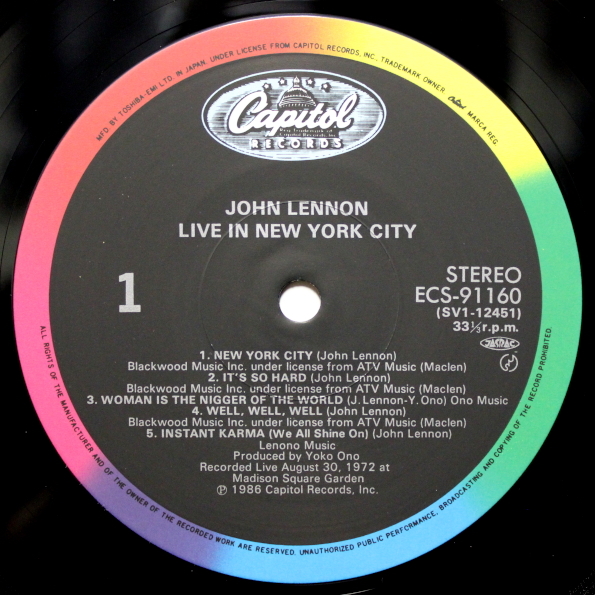 MFD. BY TOSHIBA-EMI LTD. IN JAPAN, UNDER LICENSE FROM CAPITOL RECORDS, INC., TRADEMARK OWNER. Capitol MARCA REG.
Capitol
RECORDS
JOHN LENNON
LIVE IN NEW YORK CITY
1
STEREO
ECS-91160
(SV1-12451)
33⅓r.p.m.
JASRAC
1. NEW YORK CITY (John Lennon)
Blackwood Music Inc. under license from ATV Music (Maclen)
2. IT'S SO HARD (John Lennon)
Blackwood Music Inc. under license from ATV Music (Maclen)
3. WOMAN IS THE NIGGER OF THE WORLD (J.Lennon-Y.Ono) Ono Music
4. WELL, WELL, WELL (John Lennon)
Blackwood Music Inc. under license from ATV Music (Maclen)
5. INSTANT KARMA (We All Shine On) (John Lennon)
Lenono Music
Produced by Yoko Ono
Recorded Live August 30, 1972 at
Madison Square Garden
℗ 1986 Capitol Records, Inc.
ALL RIGHTS OF THE MANUFACTURER AND OF THE OWNER OF THE RECORDED WORK ARE RESERVED. UNAUTHORIZED PUBLIC PERFORMANCE, BROADCASTING AND COPYING OF THE RECORD PROHIBITED.